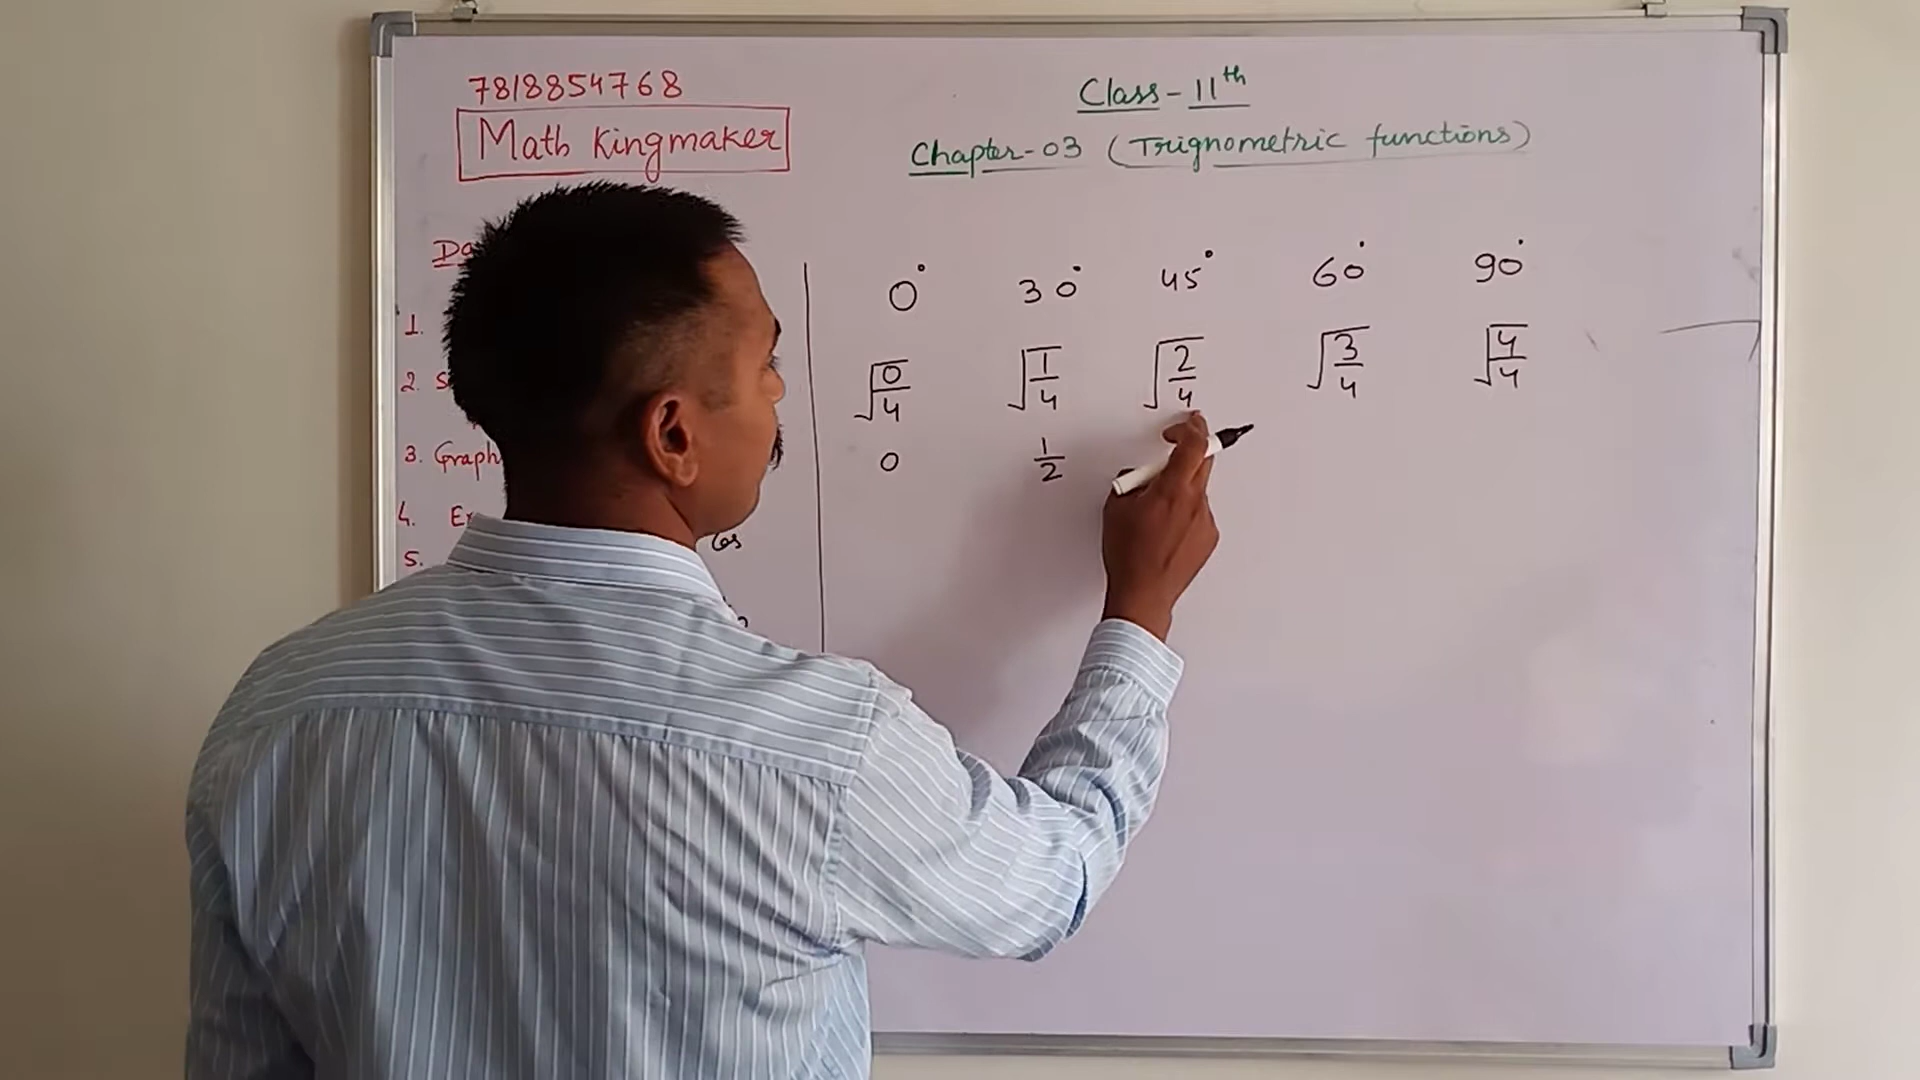 7818854768
Math Kingmaker
Class-11th
Chapter-03 (Trignometric functions)
1.
2.
3. Graph
4.
5.
Cos
0° 30° 45° 60° 90°
√0/4 √1/4 √2/4 √3/4 √4/4
0 1/2